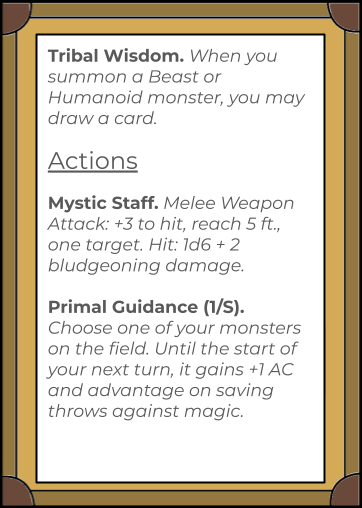 Tribal Wisdom. When you
summon a Beast or
Humanoid monster, you may
draw a card.
Actions
Mystic Staff. Melee Weapon
Attack: +3 to hit, reach 5 ft.,
one target. Hit: 1d6 + 2
bludgeoning damage.
Primal Guidance (1/S).
Choose one of your monsters
on the field. Until the start of
your next turn, it gains +1 AC
and advantage on saving
throws against magic.